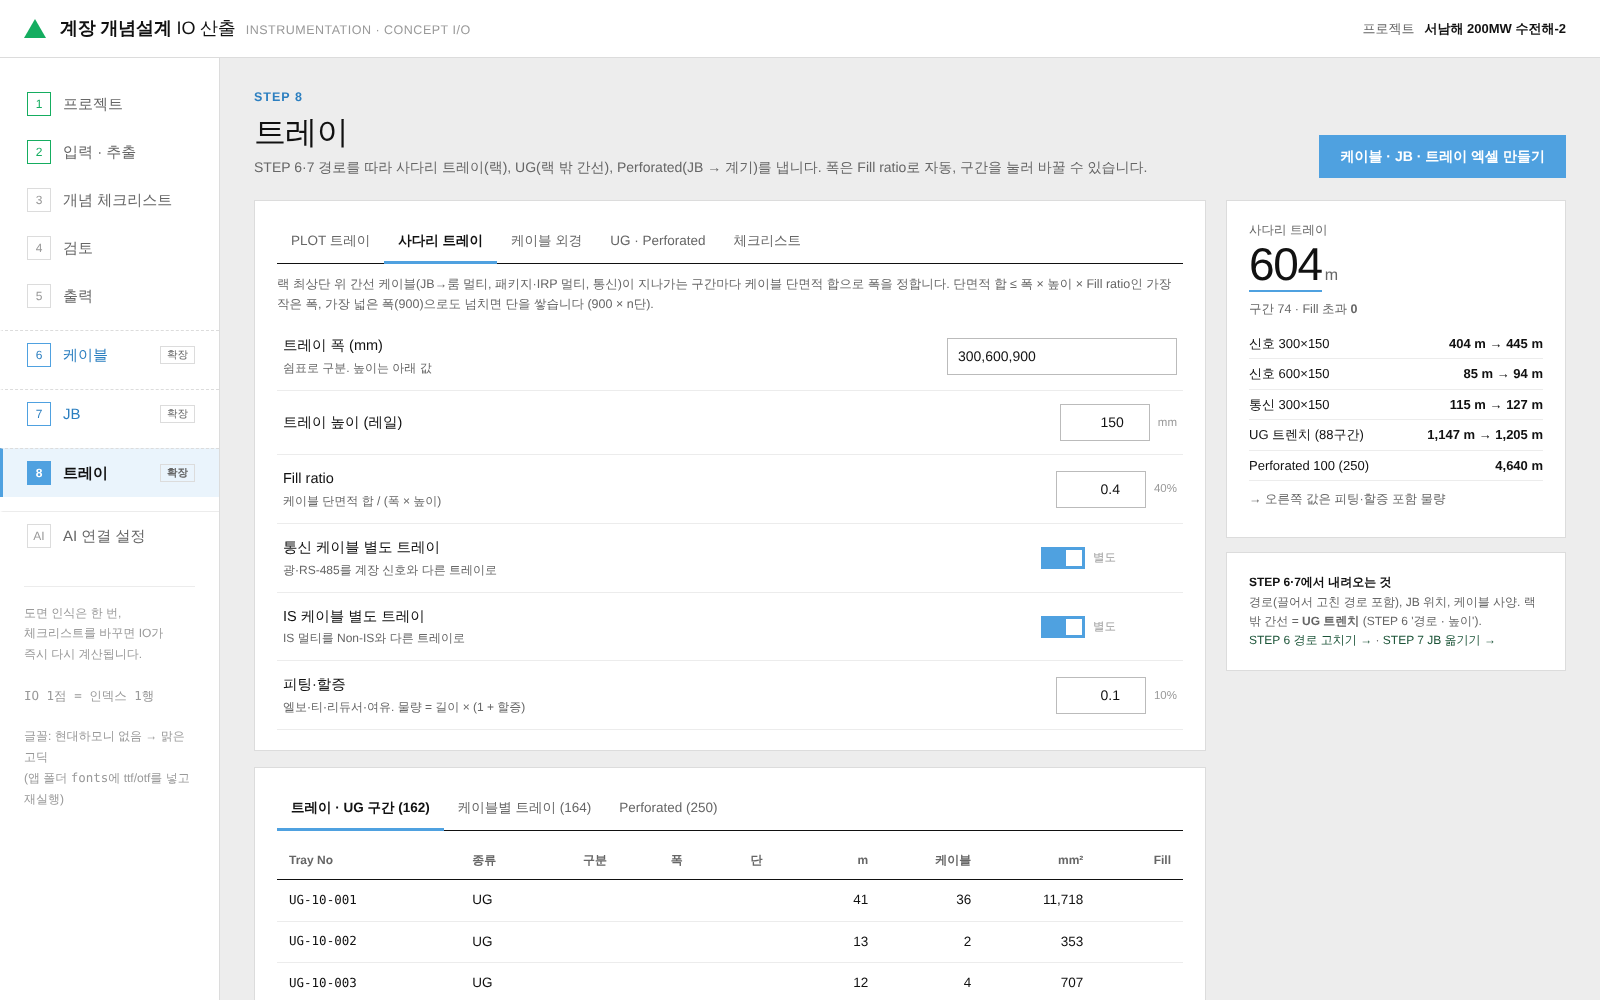 계장 개념설계 IO 산출 INSTRUMENTATION · CONCEPT I/O
프로젝트 서남해 200MW 수전해-2
1 프로젝트
2 입력 · 추출
3 개념 체크리스트
4 검토
5 출력
6 케이블 확장
7 JB 확장
8 트레이 확장
AI AI 연결 설정
도면 인식은 한 번,
체크리스트를 바꾸면 IO가
즉시 다시 계산됩니다.
IO 1점 = 인덱스 1행
글꼴: 현대하모니 없음 → 맑은
고딕
(앱 폴더 fonts에 ttf/otf를 넣고
재실행)
STEP 8
트레이
STEP 6·7 경로를 따라 사다리 트레이(랙), UG(랙 밖 간선), Perforated(JB → 계기)를 냅니다. 폭은 Fill ratio로 자동, 구간을 눌러 바꿀 수 있습니다.
케이블 · JB · 트레이 엑셀 만들기
PLOT 트레이 사다리 트레이 케이블 외경 UG · Perforated 체크리스트
랙 최상단 위 간선 케이블(JB→룸 멀티, 패키지·IRP 멀티, 통신)이 지나가는 구간마다 케이블 단면적 합으로 폭을 정합니다. 단면적 합 ≤ 폭 × 높이 × Fill ratio인 가장
작은 폭, 가장 넓은 폭(900)으로도 넘치면 단을 쌓습니다 (900 × n단).
트레이 폭 (mm)
쉼표로 구분. 높이는 아래 값
300,600,900
트레이 높이 (레일)
150 mm
Fill ratio
케이블 단면적 합 / (폭 × 높이)
0.4 40%
통신 케이블 별도 트레이
광·RS-485를 계장 신호와 다른 트레이로
별도
IS 케이블 별도 트레이
IS 멀티를 Non-IS와 다른 트레이로
별도
피팅·할증
엘보·티·리듀서·여유. 물량 = 길이 × (1 + 할증)
0.1 10%
사다리 트레이
604 m
구간 74 · Fill 초과 0
신호 300×150 404 m → 445 m
신호 600×150 85 m → 94 m
통신 300×150 115 m → 127 m
UG 트렌치 (88구간) 1,147 m → 1,205 m
Perforated 100 (250) 4,640 m
→ 오른쪽 값은 피팅·할증 포함 물량
STEP 6·7에서 내려오는 것
경로(끌어서 고친 경로 포함), JB 위치, 케이블 사양. 랙
밖 간선 = UG 트렌치 (STEP 6 '경로 · 높이').
STEP 6 경로 고치기 → · STEP 7 JB 옮기기 →
트레이 · UG 구간 (162) 케이블별 트레이 (164) Perforated (250)
Tray No 종류 구분 폭 단 m 케이블 mm² Fill
UG-10-001 UG 41 36 11,718
UG-10-002 UG 13 2 353
UG-10-003 UG 12 4 707